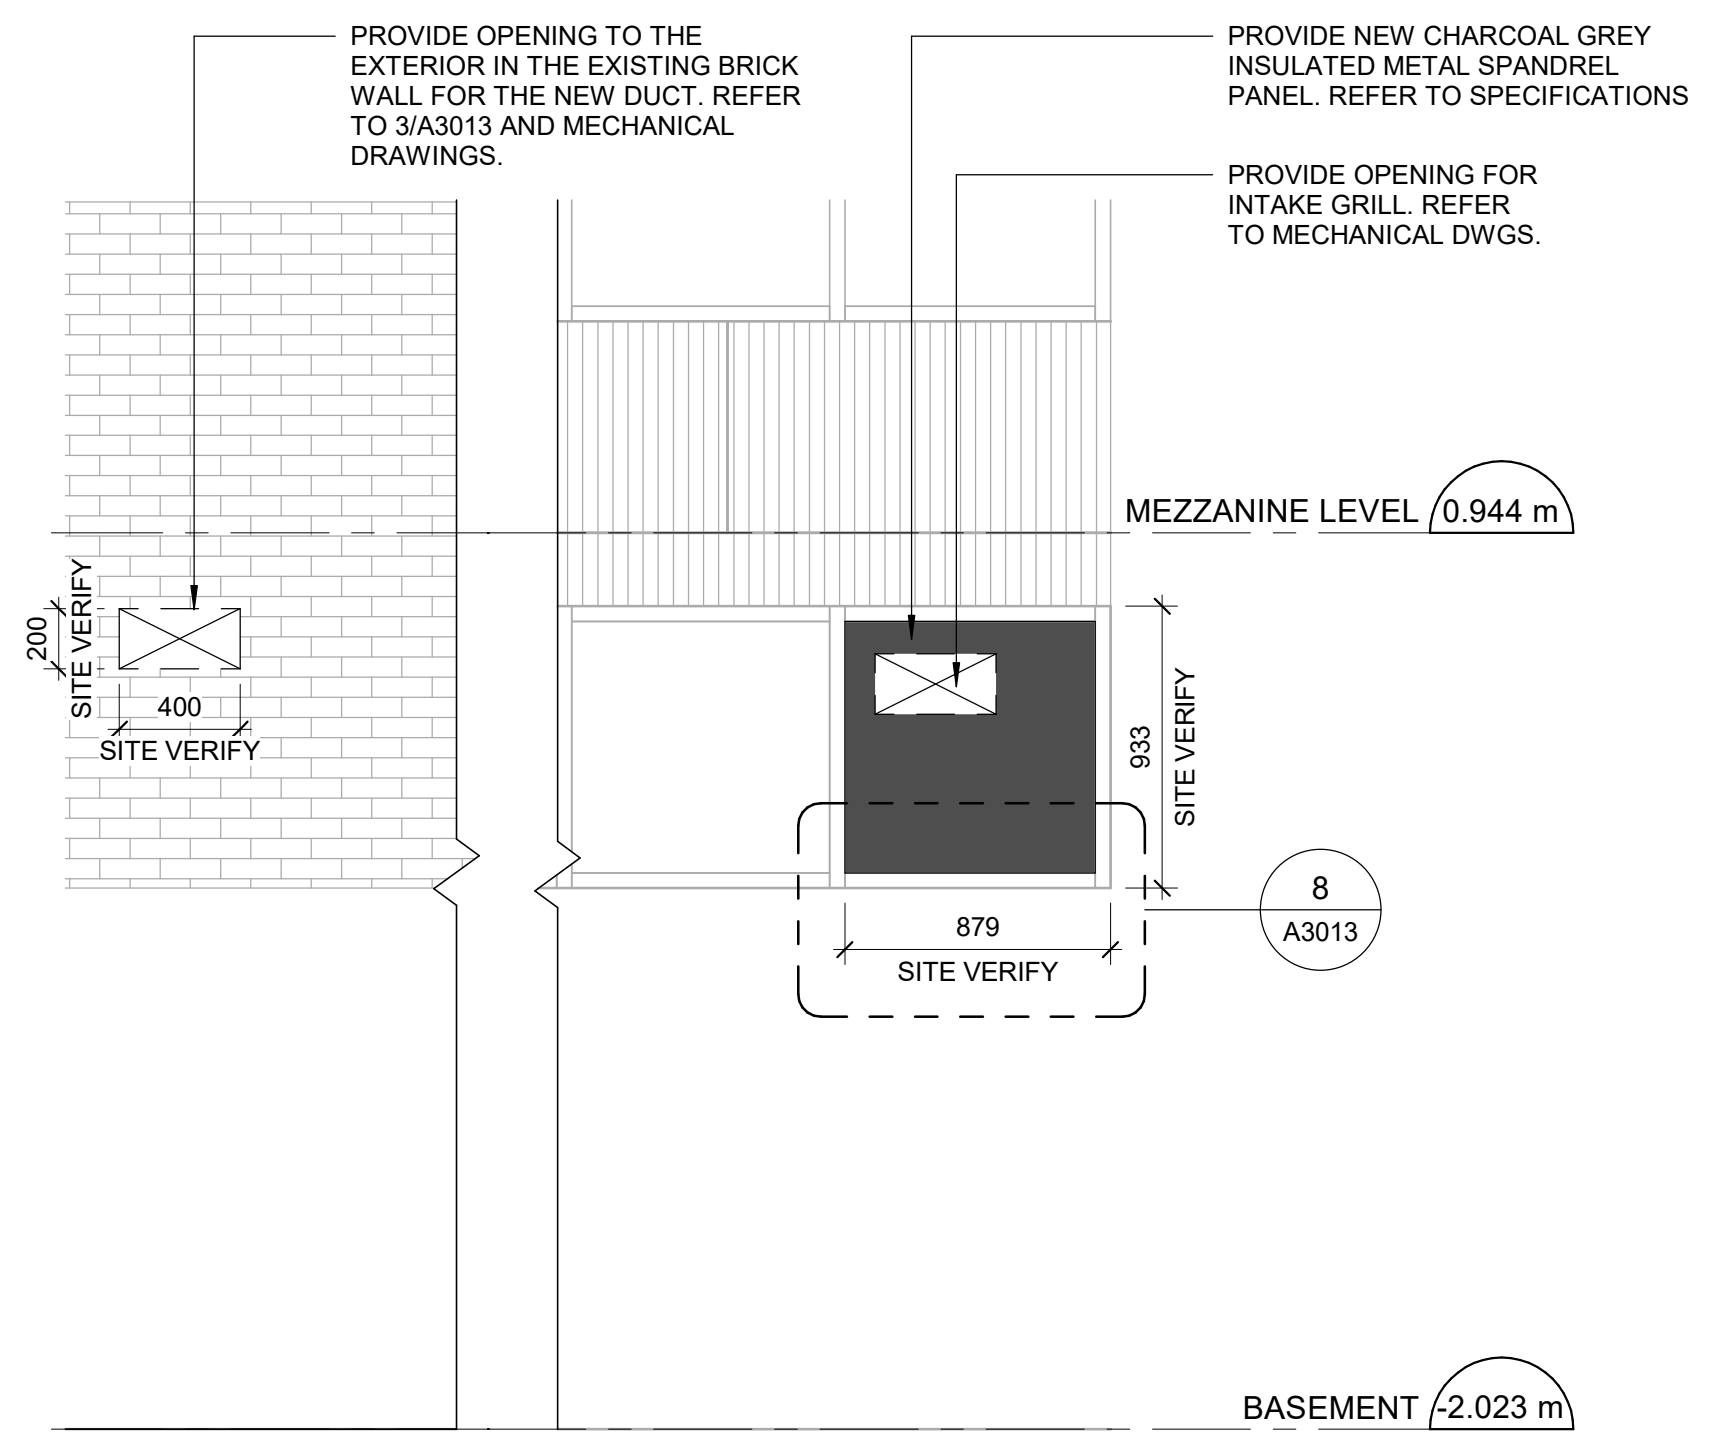 PROVIDE OPENING TO THE
EXTERIOR IN THE EXISTING BRICK
WALL FOR THE NEW DUCT. REFER
TO 3/A3013 AND MECHANICAL
DRAWINGS.
PROVIDE NEW CHARCOAL GREY
INSULATED METAL SPANDREL
PANEL. REFER TO SPECIFICATIONS
PROVIDE OPENING FOR
INTAKE GRILL. REFER
TO MECHANICAL DWGS.
MEZZANINE LEVEL 0.944 m
200
SITE VERIFY
400
SITE VERIFY
933
SITE VERIFY
879
SITE VERIFY
8
A3013
BASEMENT -2.023 m